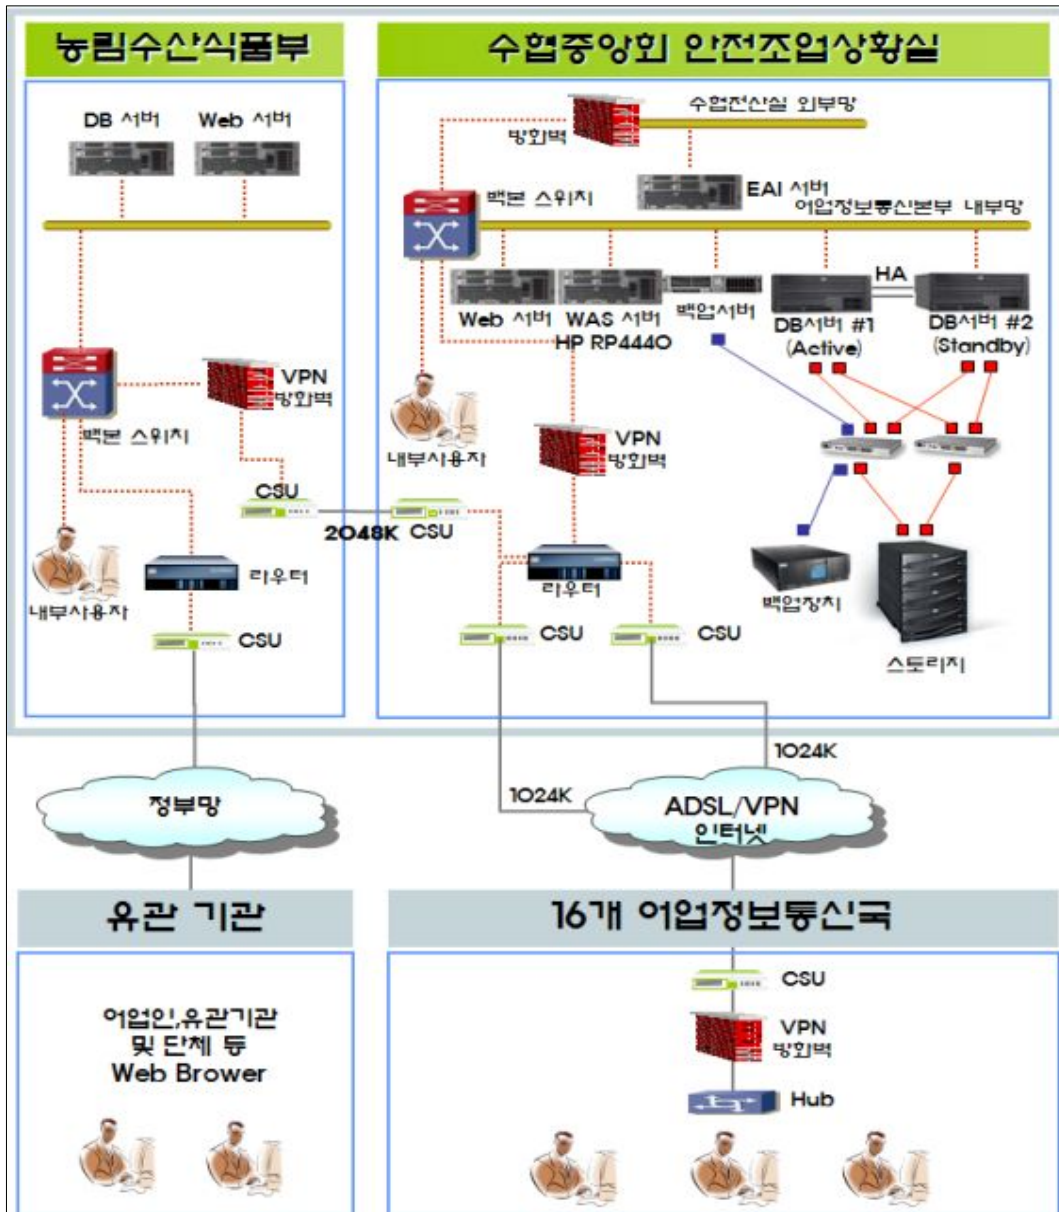 농림수산식품부
DB 서버
Web 서버
백본 스위치
VPN
방화벽
CSU
내부사용자
라우터
CSU
수협중앙회 안전조업상황실
수협전산실 외부망
방화벽
백본 스위치
EAI 서버
어업정보통신본부 내부망
HA
Web 서버
WAS 서버
HP RP4440
백업서버
DB서버 #1
(Active)
DB서버 #2
(Standby)
내부사용자
VPN
방화벽
2048K
CSU
라우터
CSU
CSU
백업장치
스토리지
1024K
1024K
정부망
ADSL/VPN
인터넷
유관 기관
어업인,유관기관
및 단체 등
Web Brower
16개 어업정보통신국
CSU
VPN
방화벽
Hub